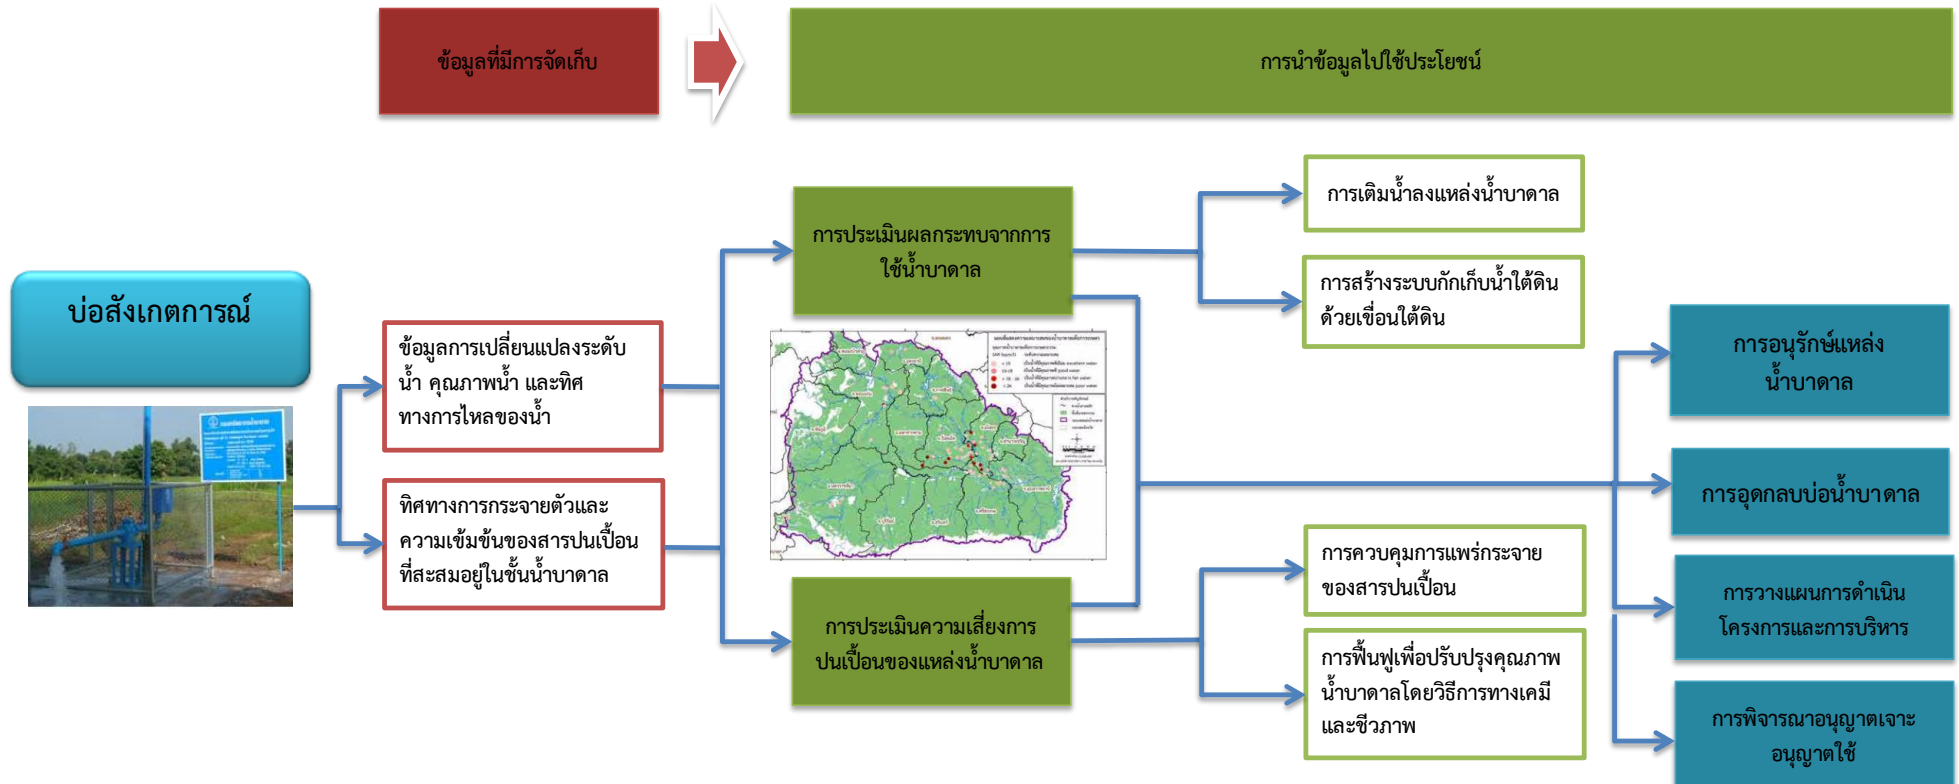 ข้อมูลที่มีการจัดเก็บ
การนำข้อมูลไปใช้ประโยชน์
บ่อสังเกตการณ์
ข้อมูลการเปลี่ยนแปลงระดับ
น้ำ คุณภาพน้ำ และทิศ
ทางการไหลของน้ำ
ทิศทางการกระจายตัวและ
ความเข้มข้นของสารปนเปื้อน
ที่สะสมอยู่ในชั้นน้ำบาดาล
การประเมินผลกระทบจากการ
ใช้น้ำบาดาล
การประเมินความเสี่ยงการ
ปนเปื้อนของแหล่งน้ำบาดาล
การเติมน้ำลงแหล่งน้ำบาดาล
การสร้างระบบกักเก็บน้ำใต้ดิน
ด้วยเขื่อนใต้ดิน
การควบคุมการแพร่กระจาย
ของสารปนเปื้อน
การฟื้นฟูเพื่อปรับปรุงคุณภาพ
น้ำบาดาลโดยวิธีการทางเคมี
และชีวภาพ
การอนุรักษ์แหล่ง
น้ำบาดาล
การอุดกลบบ่อน้ำบาดาล
การวางแผนการดำเนิน
โครงการและการบริหาร
การพิจารณาอนุญาตเจาะ
อนุญาตใช้